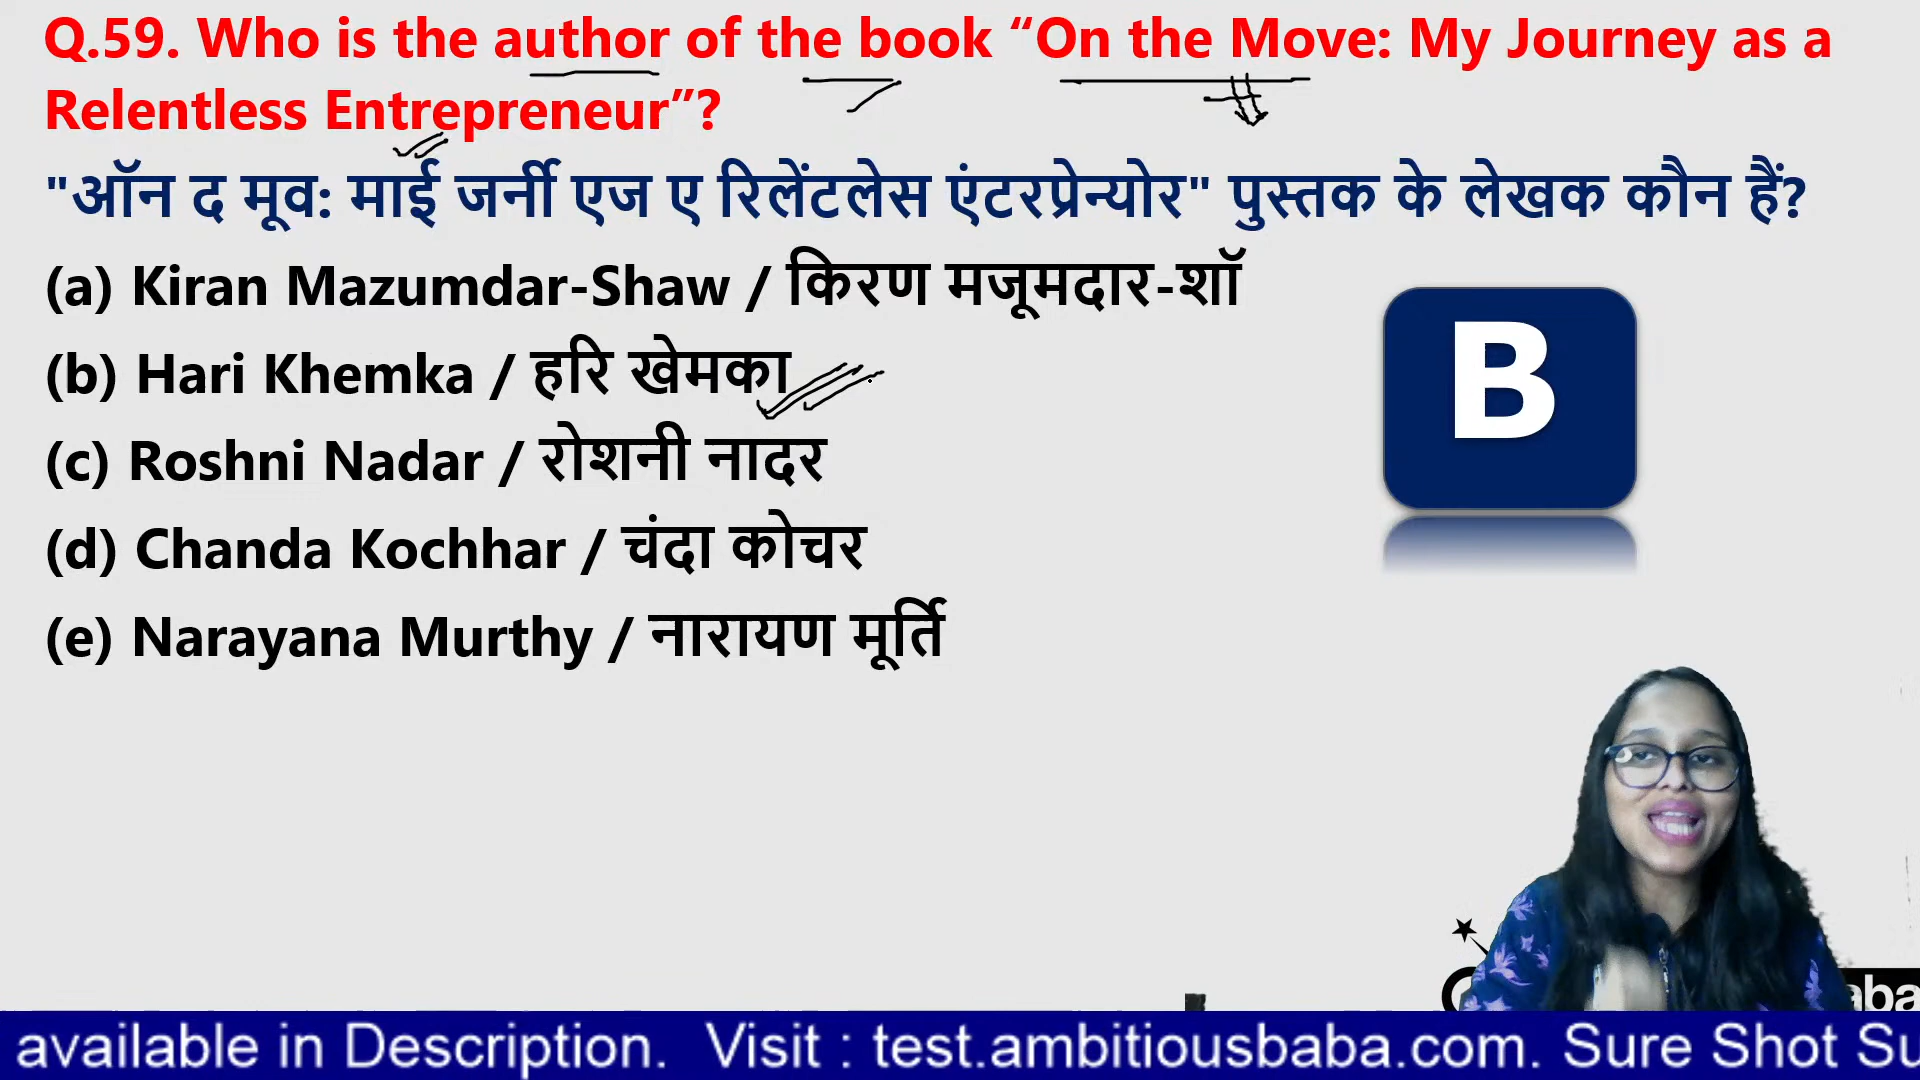 Q.59. Who is the author of the book “On the Move: My Journey as a
Relentless Entrepreneur”?
"ऑन द मूव: माई जर्नी एज ए रिलेंटलेस एंटरप्रेन्योर" पुस्तक के लेखक कौन हैं?
(a) Kiran Mazumdar-Shaw / किरण मजूमदार-शॉ
(b) Hari Khemka / हरि खेमका
(c) Roshni Nadar / रोशनी नादर
(d) Chanda Kochhar / चंदा कोचर
(e) Narayana Murthy / नारायण मूर्ति
B
available in Description. Visit : test.ambitiousbaba.com. Sure Shot Su